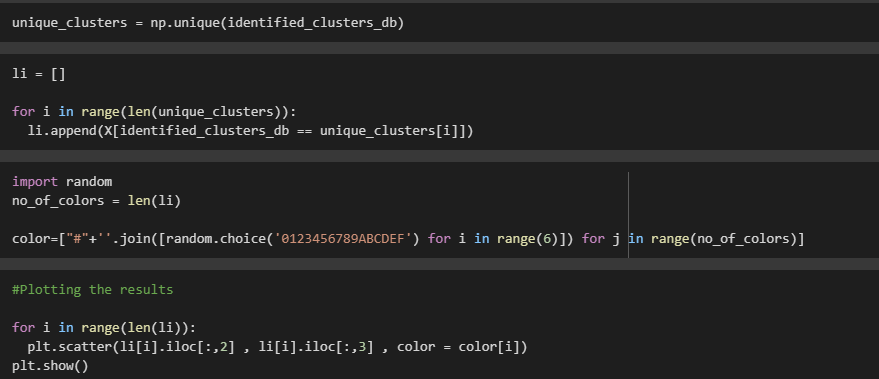 unique_clusters = np.unique(identified_clusters_db)
li = []
for i in range(len(unique_clusters)):
  li.append(X[identified_clusters_db == unique_clusters[i]])
import random
no_of_colors = len(li)
color=["#"+''.join([random.choice('0123456789ABCDEF') for i in range(6)]) for j in range(no_of_colors)]
#Plotting the results
for i in range(len(li)):
  plt.scatter(li[i].iloc[:,2] , li[i].iloc[:,3] , color = color[i])
plt.show()